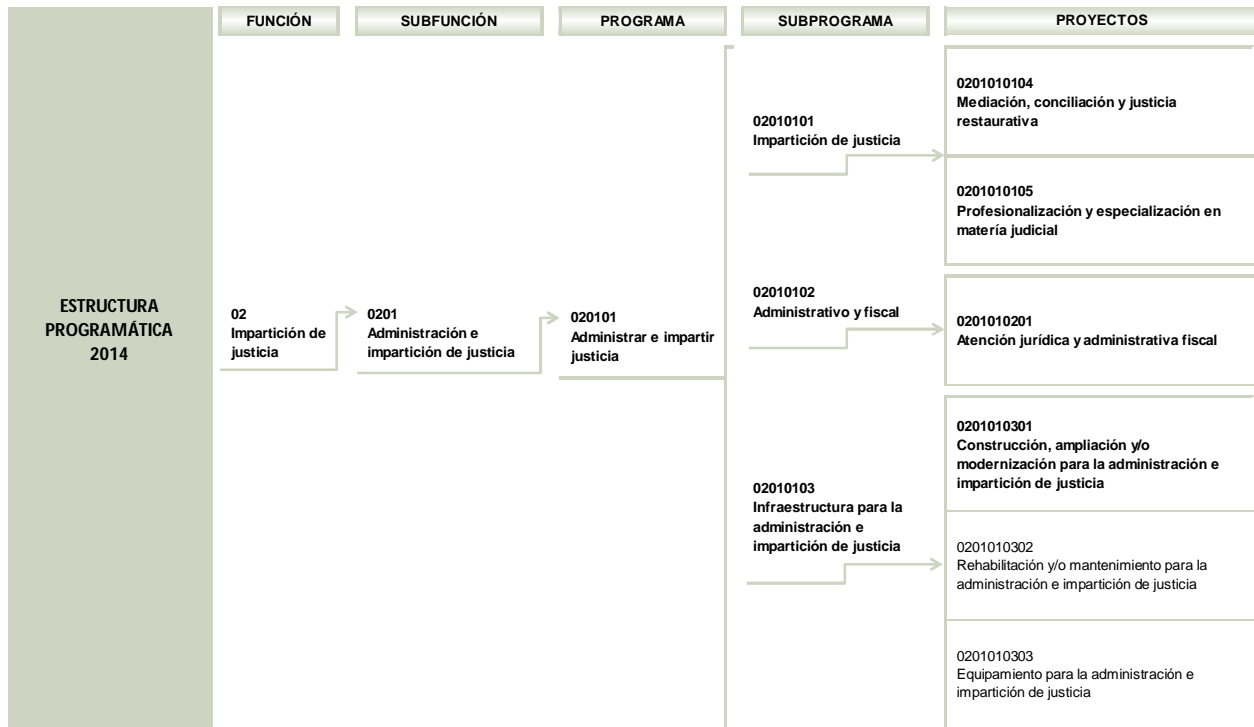 FUNCIÓN
SUBFUNCIÓN
PROGRAMA
SUBPROGRAMA
PROYECTOS
ESTRUCTURA
PROGRAMÁTICA
2014
02
Impartición de
justicia
0201
Administración e
impartición de justicia
020101
Administrar e impartir
justicia
02010101
Impartición de justicia
0201010104
Mediación, conciliación y justicia
restaurativa
0201010105
Profesionalización y especialización en
matería judicial
02010102
Administrativo y fiscal
0201010201
Atención jurídica y administrativa fiscal
02010103
Infraestructura para la
administración e
impartición de justicia
0201010301
Construcción, ampliación y/o
modernización para la administración e
impartición de justicia
0201010302
Rehabilitación y/o mantenimiento para la
administración e impartición de justicia
0201010303
Equipamiento para la administración e
impartición de justicia